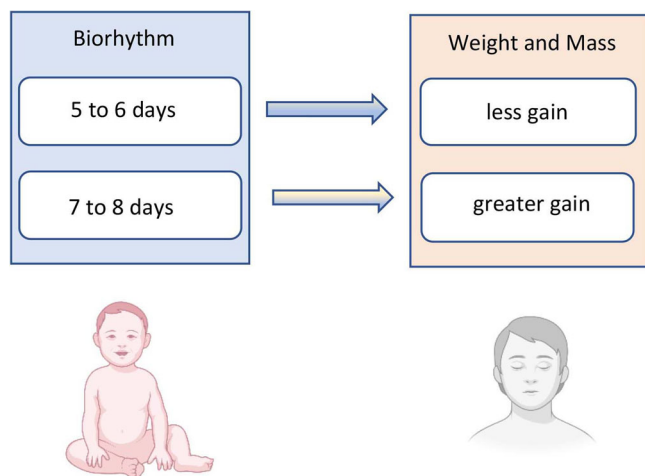 Biorhythm
Weight and Mass
5 to 6 days
less gain
7 to 8 days
greater gain